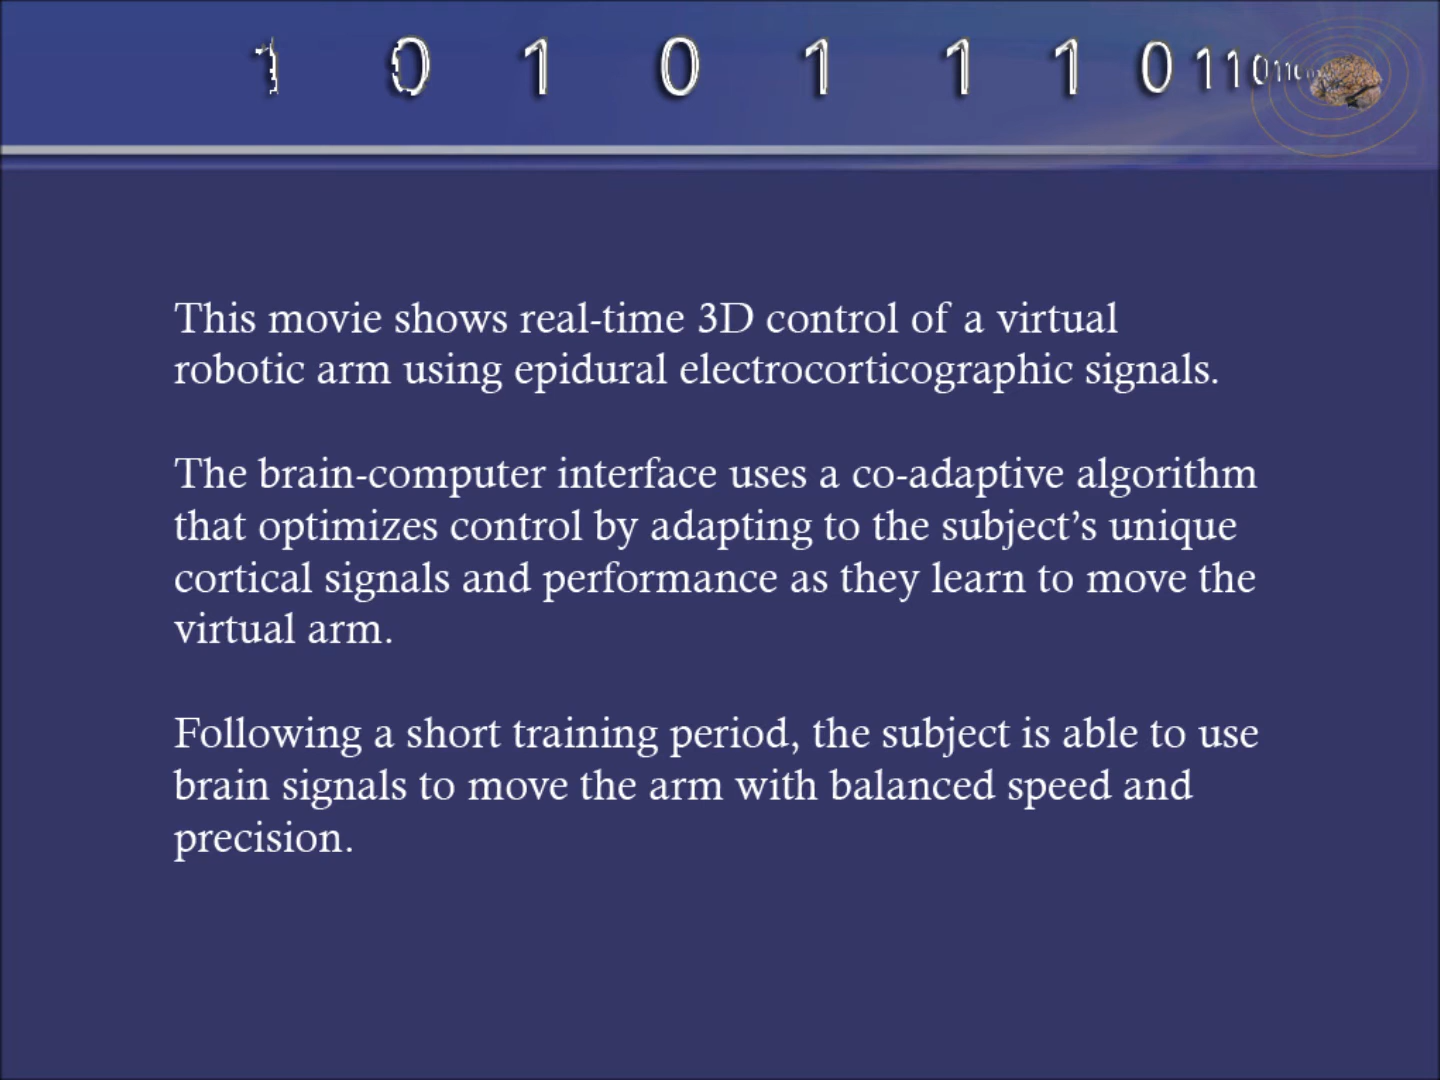 1 0 1 0 1 1 1 0 110110
This movie shows real-time 3D control of a virtual
robotic arm using epidural electrocorticographic signals.
The brain-computer interface uses a co-adaptive algorithm
that optimizes control by adapting to the subject’s unique
cortical signals and performance as they learn to move the
virtual arm.
Following a short training period, the subject is able to use
brain signals to move the arm with balanced speed and
precision.